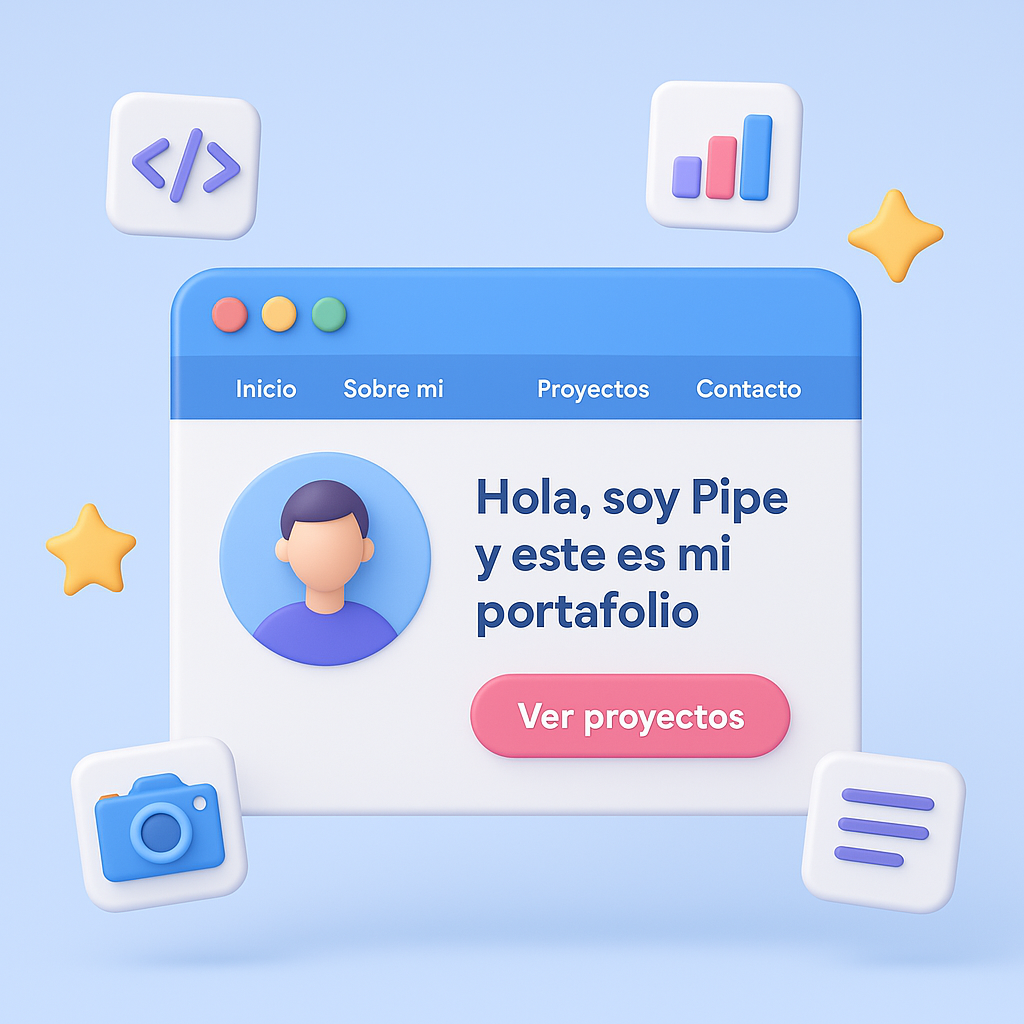 Inicio Sobre mi Proyectos Contacto
Hola, soy Pipe
y este es mi
portafolio
Ver proyectos